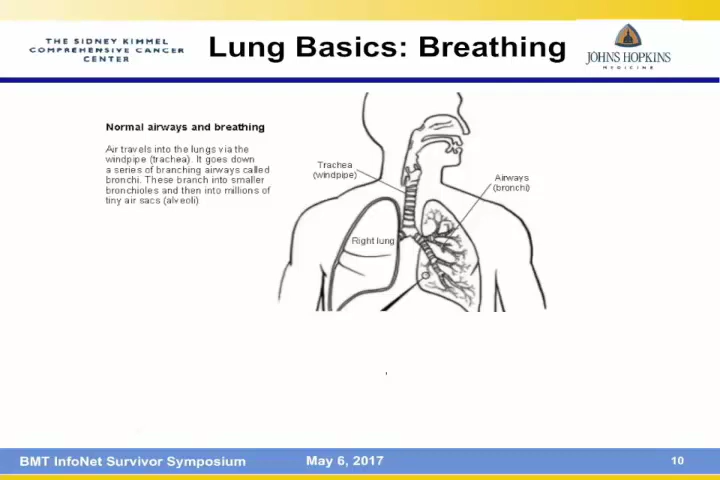 THE SIDNEY KIMMEL
COMPREHENSIVE CANCER
CENTER
Lung Basics: Breathing
JOHNS HOPKINS
MEDICINE
Normal airways and breathing
Air travels into the lungs via the
windpipe (trachea). It goes down
a series of branching airways called
bronchi. These branch into smaller
bronchioles and then into millions of
tiny air sacs (alveoli)
Trachea
(windpipe)
Airways
(bronchi)
Right lung
BMT InfoNet Survivor Symposium
May 6, 2017
10